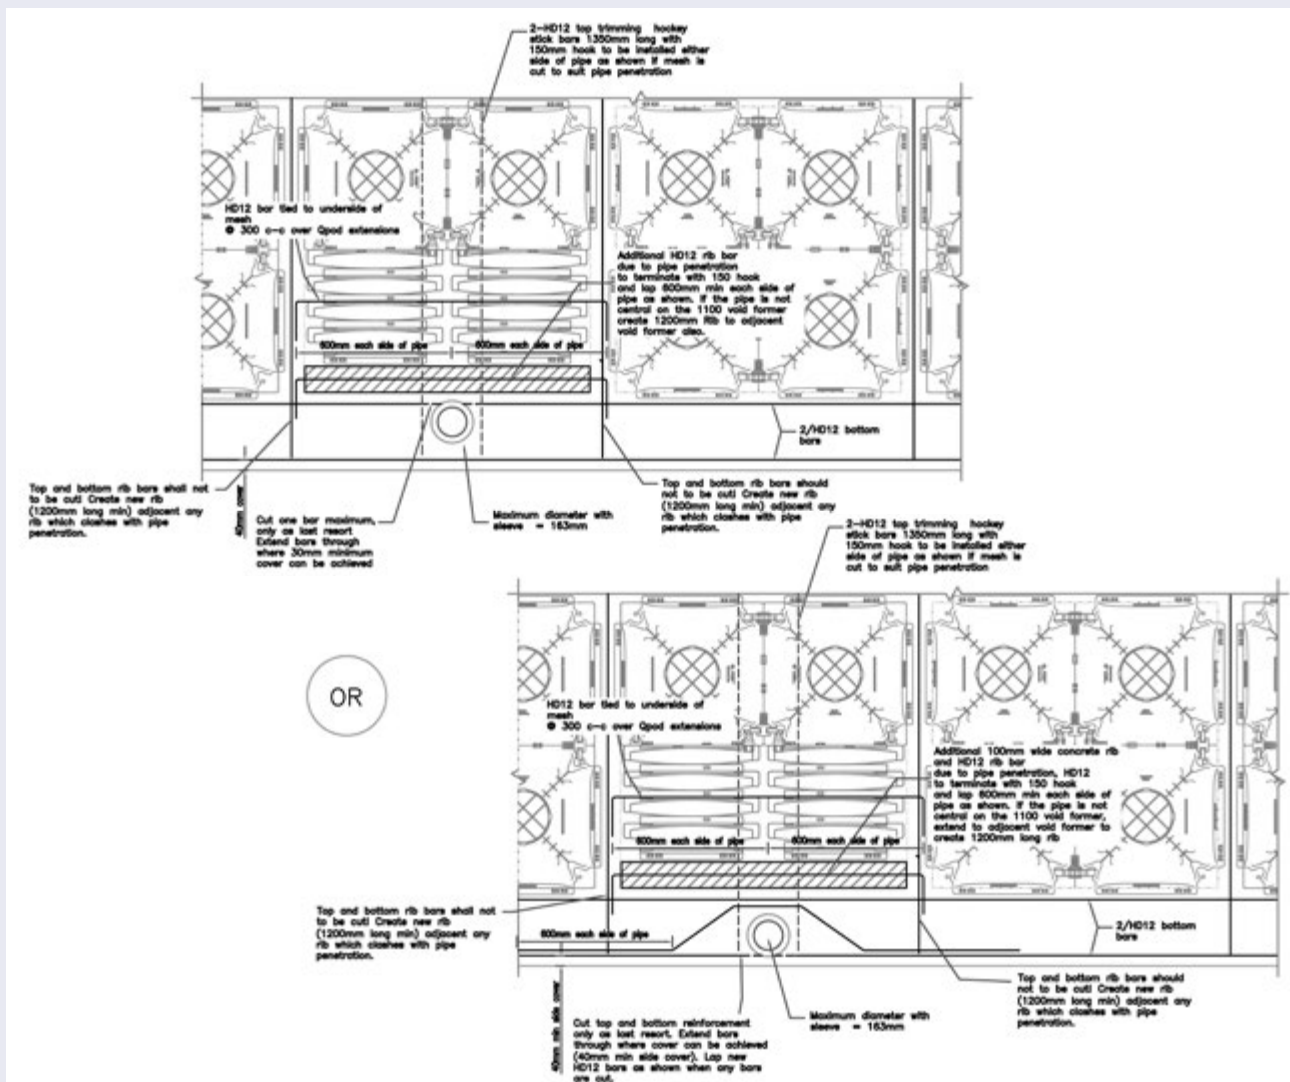 2-HD12 top trimming hockey
stick bars 1350mm long with
150mm hook to be installed either
side of pipe as shown if mesh is
cut to suit pipe penetration
HD12 bar tied to underside of
mesh
@ 300 c-c over Qpod extensions
Additional HD12 rib bar
due to pipe penetration
to terminate with 150 hook
and lap 600mm min each side of
pipe as shown. If the pipe is not
central on the 1100 void former
create 1200mm Rib to adjacent
void former also.
600mm each side of pipe
600mm each side of pipe
2/HD12 bottom
bars
Top and bottom rib bars shall not
to be cut! Create new rib
(1200mm long min) adjacent any
rib which clashes with pipe
penetration.
40mm cover
Cut one bar maximum,
only as last resort
Extend bars through
where 30mm minimum
cover can be achieved
Maximum diameter with
sleeve = 163mm
Top and bottom rib bars should
not to be cut! Create new rib
(1200mm long min) adjacent any
rib which clashes with pipe
penetration.
OR
2-HD12 top trimming hockey
stick bars 1350mm long with
150mm hook to be installed either
side of pipe as shown if mesh is
cut to suit pipe penetration
HD12 bar tied to underside of
mesh
@ 300 c-c over Qpod extensions
Additional 100mm wide concrete rib
and HD12 rib bar
due to pipe penetration, HD12
to terminate with 150 hook
and lap 600mm min each side of
pipe as shown. If the pipe is not
central on the 1100 void former,
extend to adjacent void former to
create 1200mm long rib
600mm each side of pipe
600mm each side of pipe
Top and bottom rib bars shall not
to be cut! Create new rib
(1200mm long min) adjacent any
rib which clashes with pipe
penetration.
600mm each side of pipe
2/HD12 bottom
bars
40mm min side cover
Cut top and bottom reinforcement
only as last resort. Extend bars
through where cover can be achieved
(40mm min side cover). Lap new
HD12 bars as shown when any bars
are cut.
Maximum diameter with
sleeve = 163mm
Top and bottom rib bars should
not to be cut! Create new rib
(1200mm long min) adjacent any
rib which clashes with pipe
penetration.